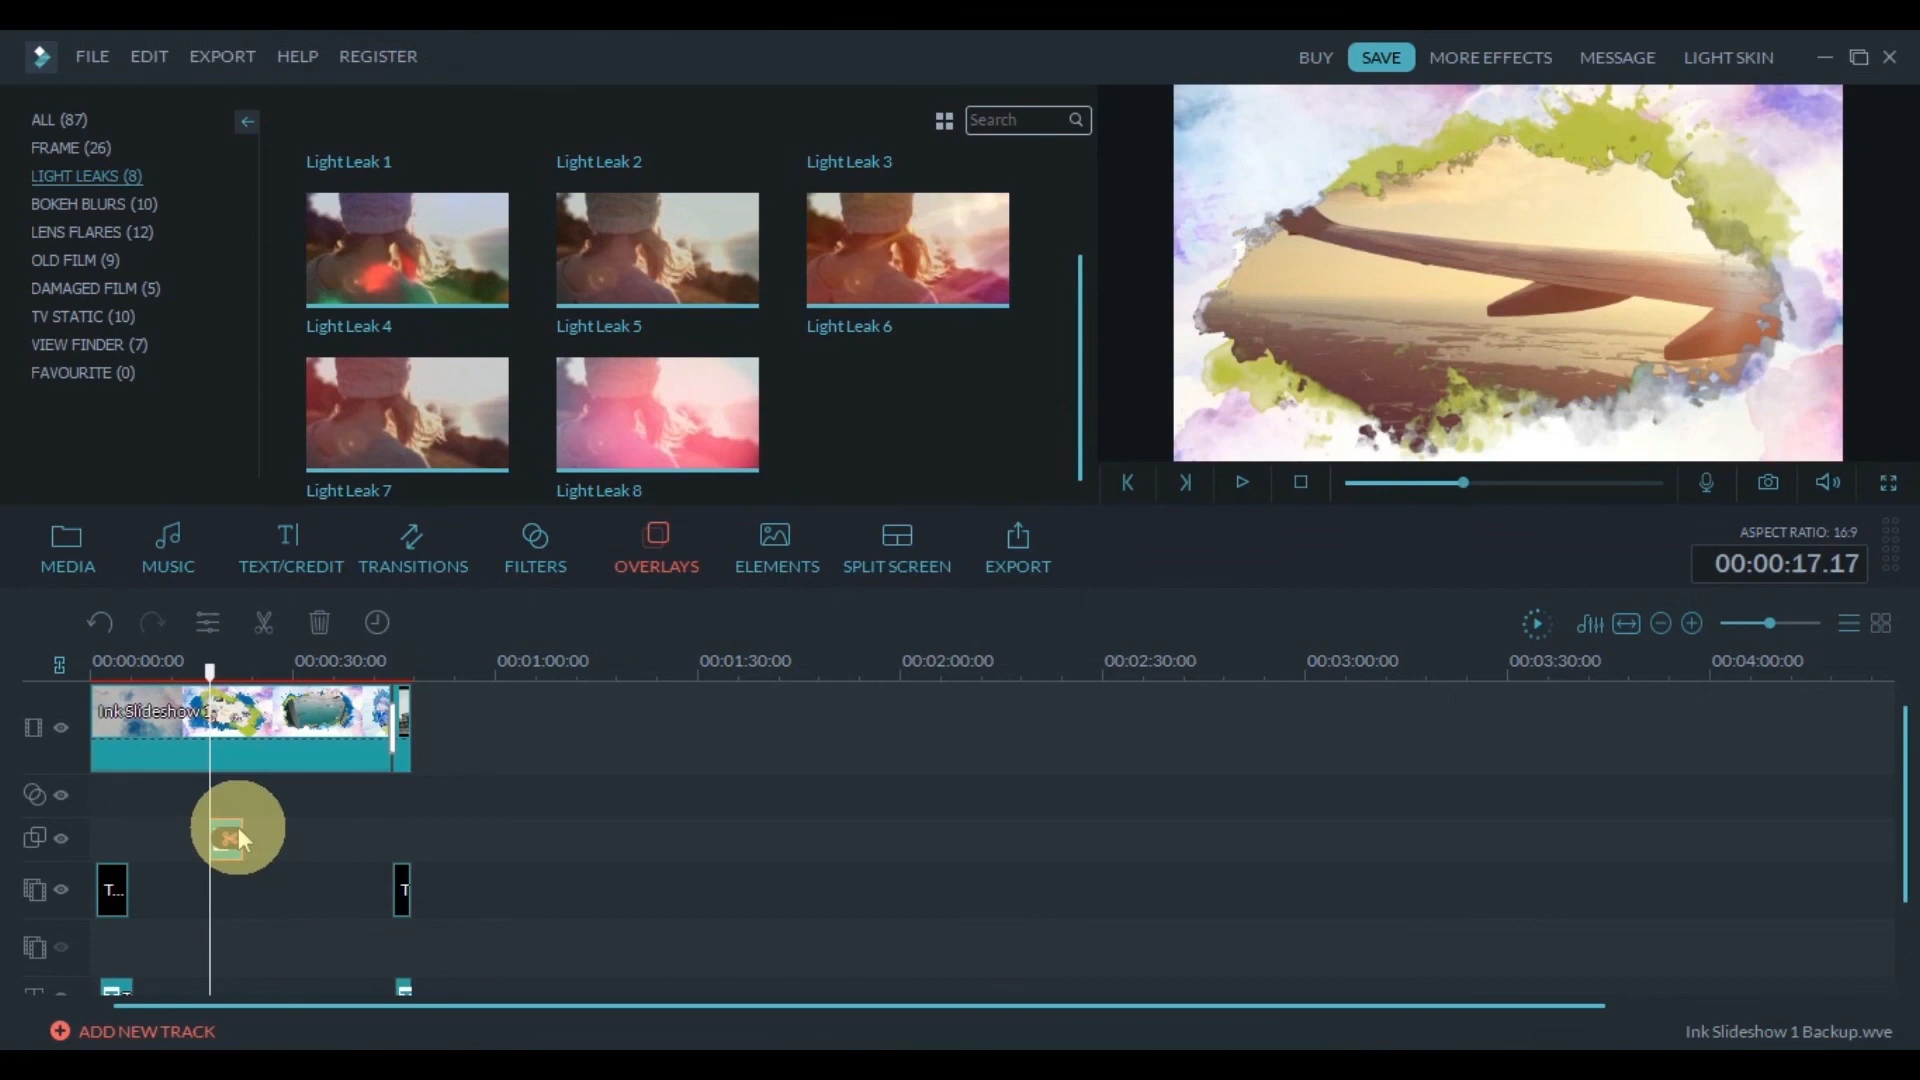 FILE EDIT EXPORT HELP REGISTER
BUY SAVE MORE EFFECTS MESSAGE LIGHT SKIN
ALL (87)
FRAME (26)
LIGHT LEAKS (8)
BOKEH BLURS (10)
LENS FLARES (12)
OLD FILM (9)
DAMAGED FILM (5)
TV STATIC (10)
VIEW FINDER (7)
FAVOURITE (0)
Search
Light Leak 1 Light Leak 2 Light Leak 3
Light Leak 4 Light Leak 5 Light Leak 6
Light Leak 7 Light Leak 8
MEDIA MUSIC TEXT/CREDIT TRANSITIONS FILTERS OVERLAYS ELEMENTS SPLIT SCREEN EXPORT
ASPECT RATIO: 16:9
00:00:17.17
00:00:00:00 00:00:30:00 00:01:00:00 00:01:30:00 00:02:00:00 00:02:30:00 00:03:00:00 00:03:30:00 00:04:00:00
Ink Slideshow 1
T... T
ADD NEW TRACK
Ink Slideshow 1 Backup.wve